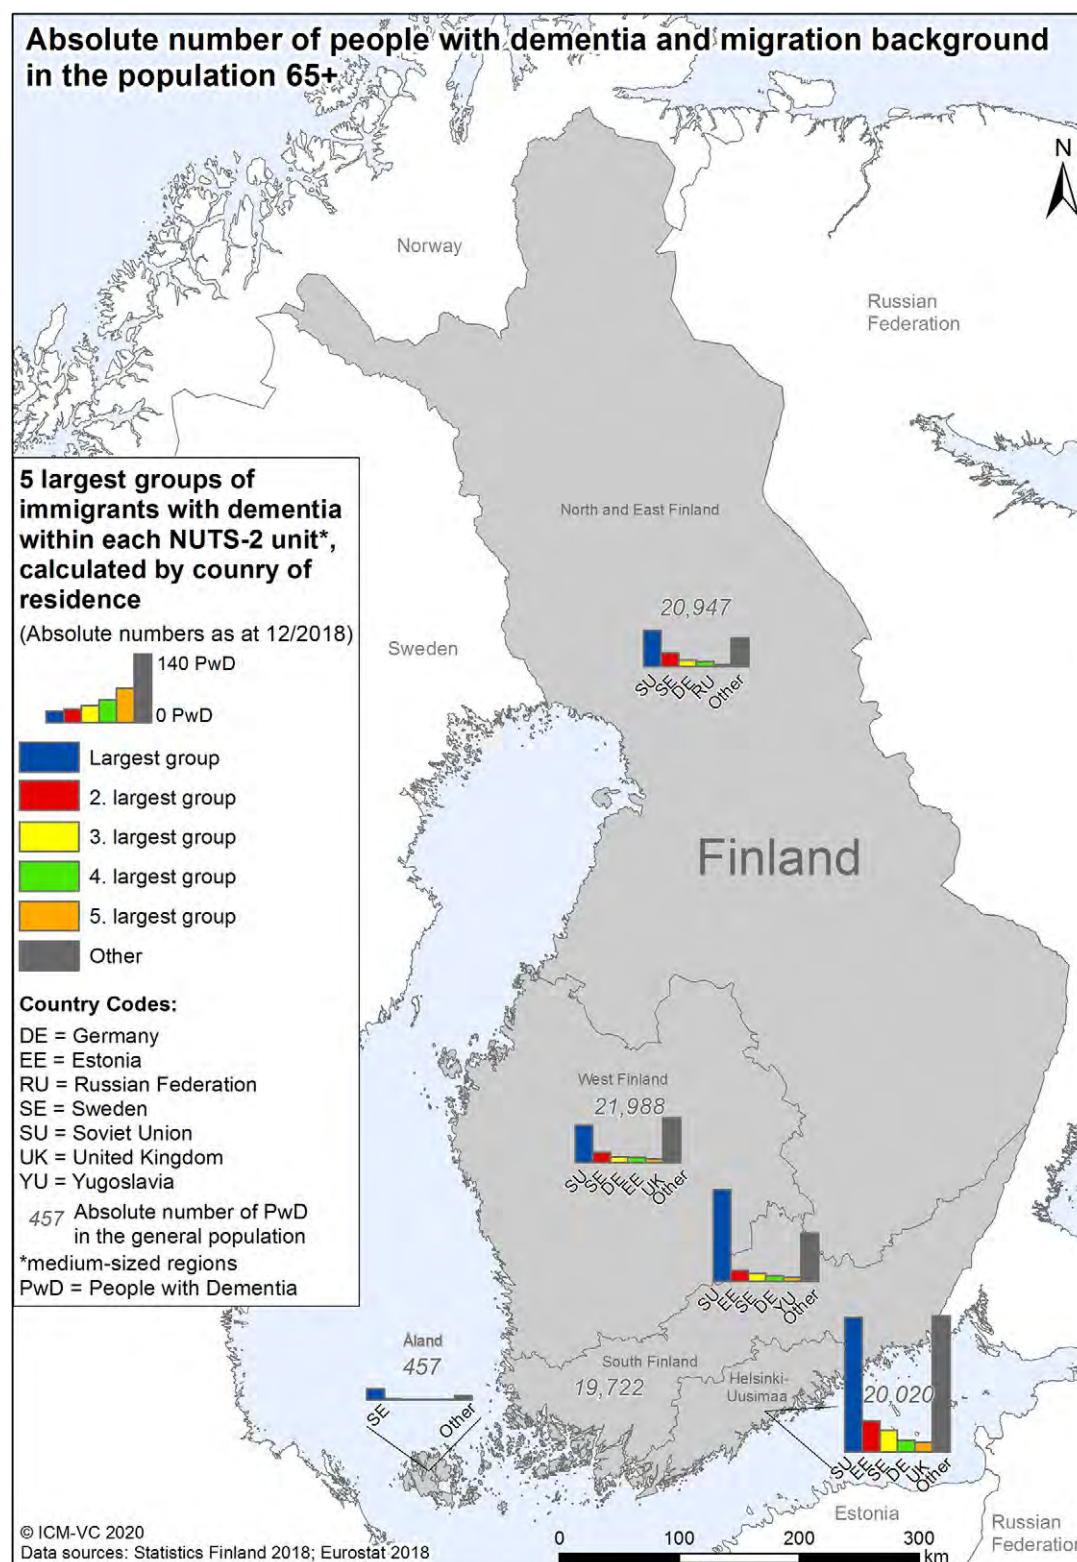 Absolute number of people with dementia and migration background
in the population 65+
N
Norway
Russian
Federation
5 largest groups of
immigrants with dementia
within each NUTS-2 unit*,
calculated by counry of
residence
(Absolute numbers as at 12/2018)
140 PwD
0 PwD
Largest group
2. largest group
3. largest group
4. largest group
5. largest group
Other
Country Codes:
DE = Germany
EE = Estonia
RU = Russian Federation
SE = Sweden
SU = Soviet Union
UK = United Kingdom
YU = Yugoslavia
457 Absolute number of PwD
in the general population
*medium-sized regions
PwD = People with Dementia
North and East Finland
20,947
SU SE DE RU Other
Sweden
Finland
West Finland
21,988
SU SE DE EE UK Other
SU EE SE DE YU Other
Åland
457
SE Other
South Finland
19,722
Helsinki-
Uusimaa
20,020
SU EE SE DE UK Other
Estonia
Russian
Federation
© ICM-VC 2020
Data sources: Statistics Finland 2018; Eurostat 2018
0 100 200 300
km